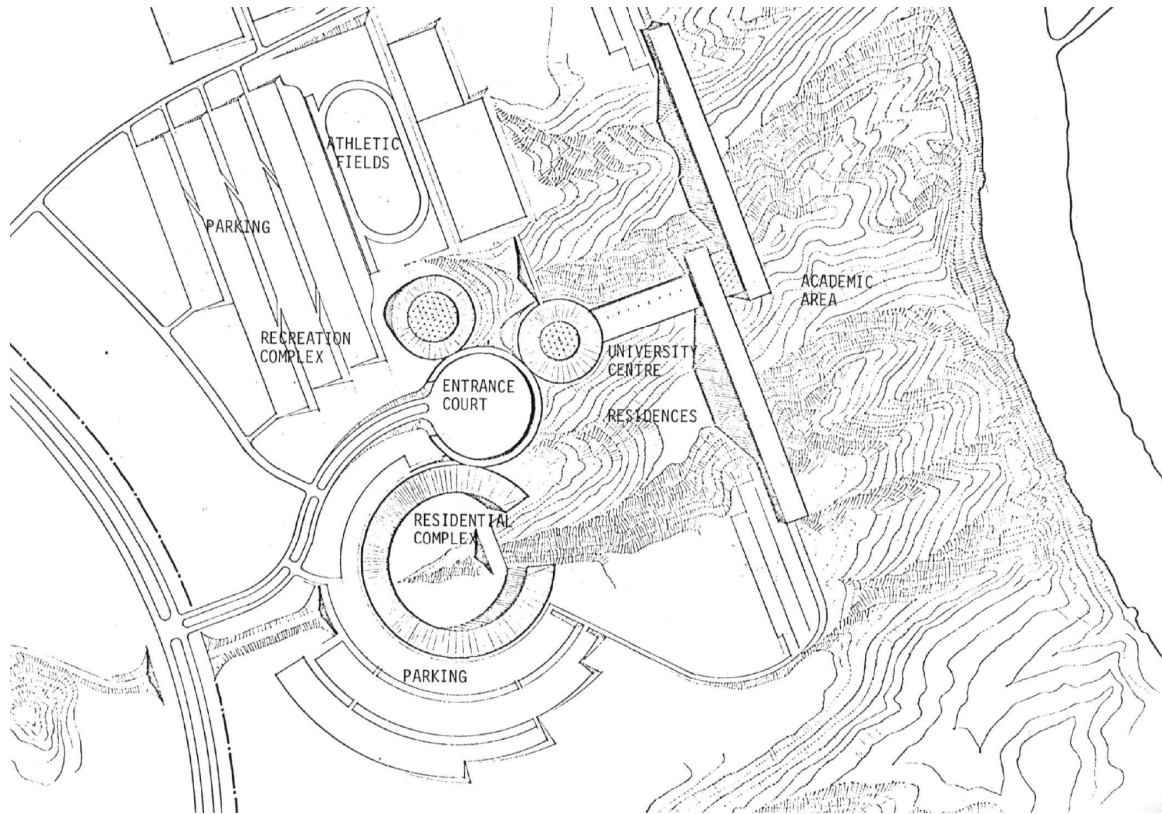 ATHLETIC
FIELDS
PARKING
ACADEMIC
AREA
RECREATION
COMPLEX
UNIVERSITY
CENTRE
ENTRANCE
COURT
RESIDENCES
RESIDENTIAL
COMPLEX
PARKING